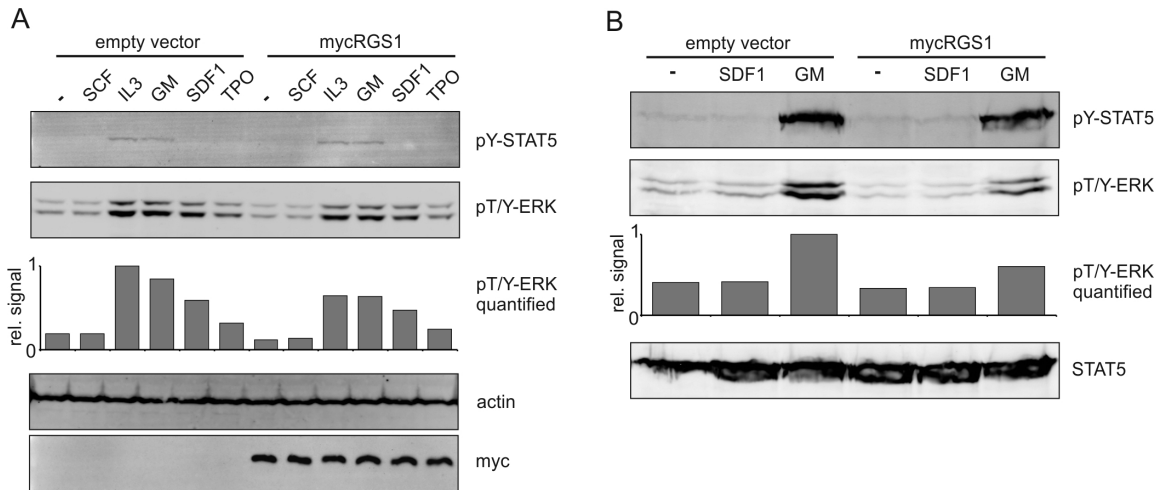 A
empty vector
mycRGS1
- SCF IL3 GM SDF1 TPO - SCF IL3 GM SDF1 TPO
pY-STAT5
pT/Y-ERK
1
rel. signal
0
pT/Y-ERK
quantified
actin
myc
B
empty vector
mycRGS1
- SDF1 GM - SDF1 GM
pY-STAT5
pT/Y-ERK
1
rel. signal
0
pT/Y-ERK
quantified
STAT5